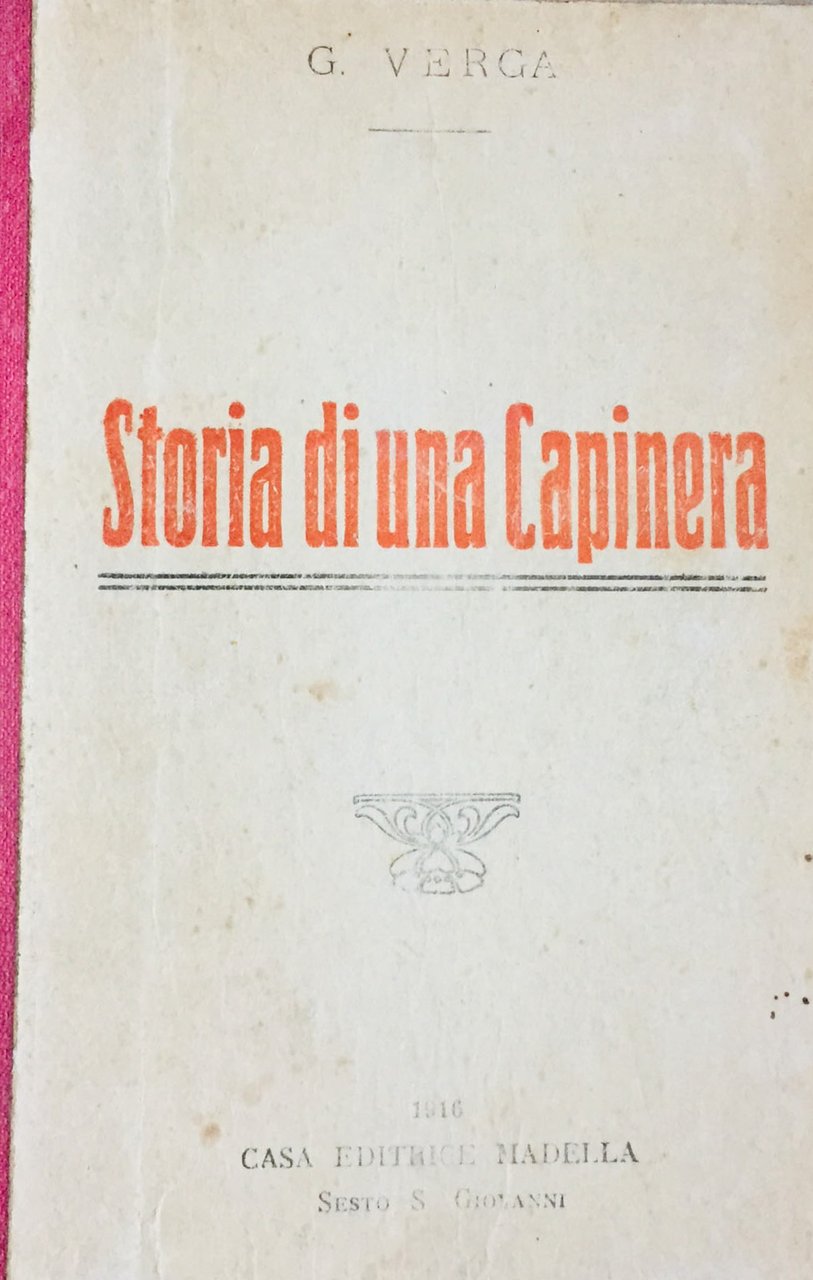 G. VERGA
Storia di una Capinera
1916
CASA EDITRICE MADELLA
SESTO S GIOVANNI